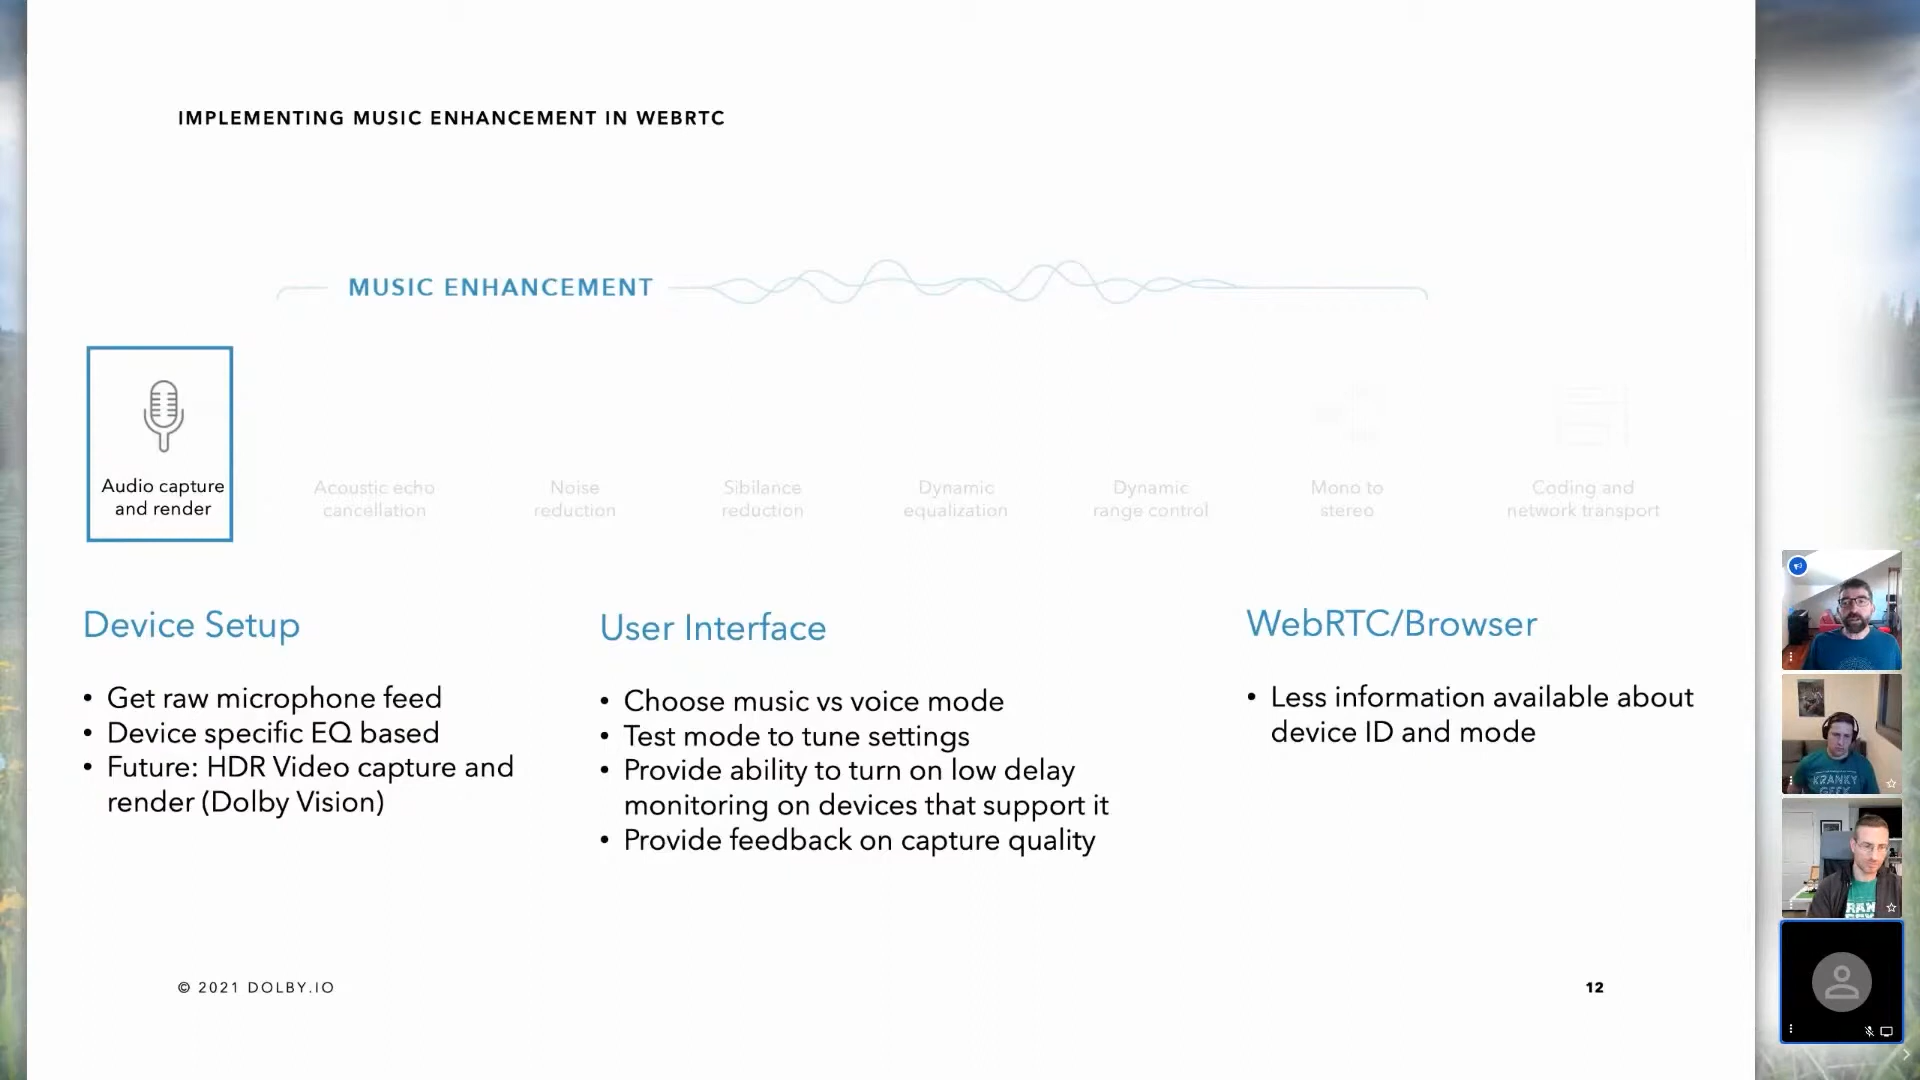 IMPLEMENTING MUSIC ENHANCEMENT IN WEBRTC
MUSIC ENHANCEMENT
Audio capture
and render
Acoustic echo
cancellation
Noise
reduction
Sibilance
reduction
Dynamic
equalization
Dynamic
range control
Mono to
stereo
Coding and
network transport
Device Setup
• Get raw microphone feed
• Device specific EQ based
• Future: HDR Video capture and
render (Dolby Vision)
User Interface
• Choose music vs voice mode
• Test mode to tune settings
• Provide ability to turn on low delay
monitoring on devices that support it
• Provide feedback on capture quality
WebRTC/Browser
• Less information available about
device ID and mode
© 2021 DOLBY.IO
12
KRANKY
GEEK